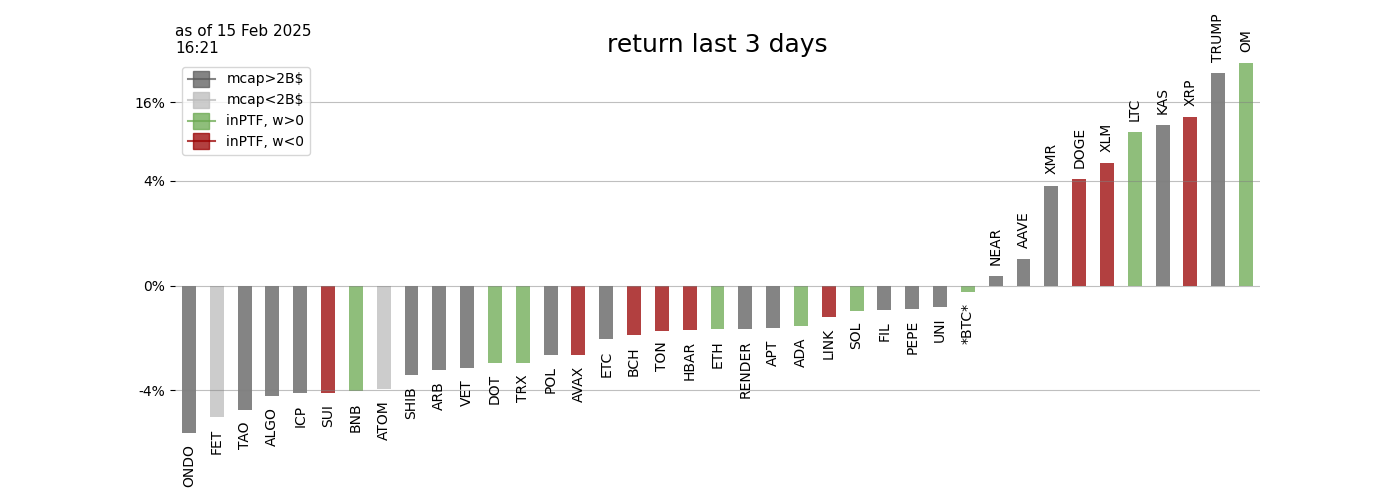 as of 15 Feb 2025
16:21
return last 3 days
mcap>2B$
mcap<2B$
inPTF, w>0
inPTF, w<0
16%
4%
0%
-4%
ONDO
FET
TAO
ALGO
ICP
SUI
BNB
ATOM
SHIB
ARB
VET
DOT
TRX
POL
AVAX
ETC
BCH
TON
HBAR
ETH
RENDER
APT
ADA
LINK
SOL
FIL
PEPE
UNI
*BTC*
NEAR
AAVE
XMR
DOGE
XLM
LTC
KAS
XRP
TRUMP
OM